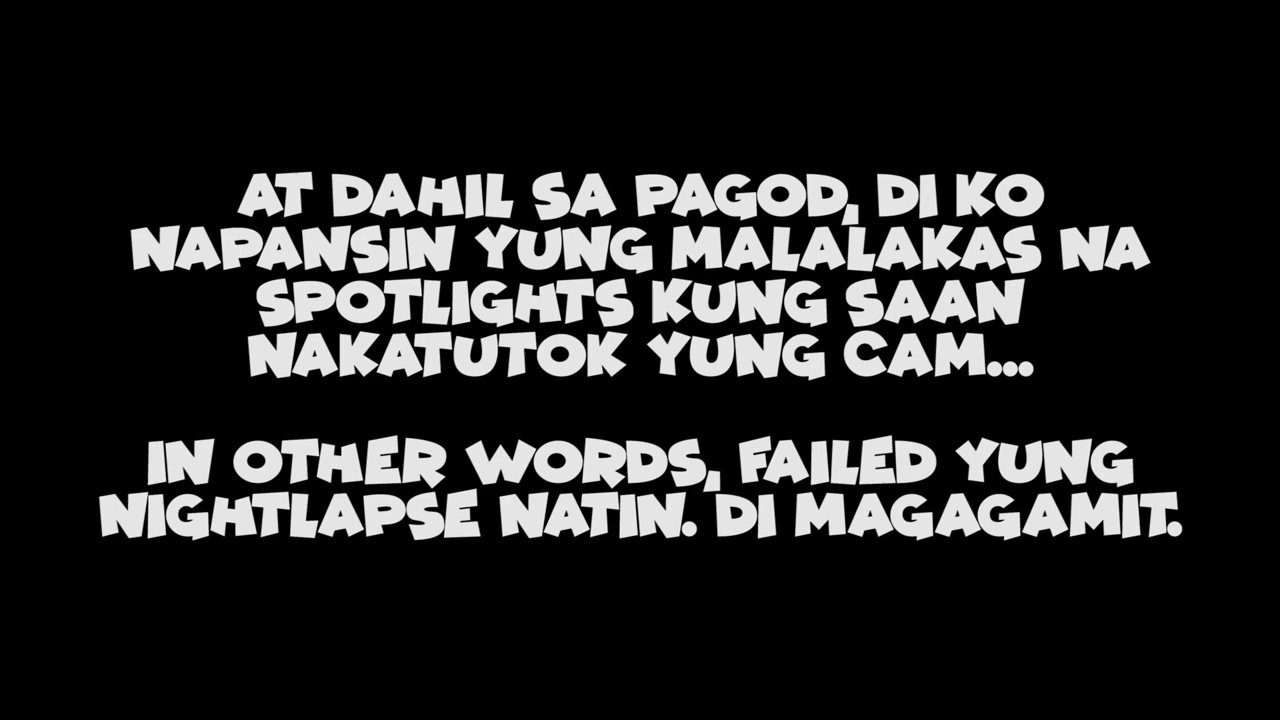 AT DAHIL SA PAGOD, DI KO
NAPANSIN YUNG MALALAKAS NA
SPOTLIGHTS KUNG SAAN
NAKATUTOK YUNG CAM...
IN OTHER WORDS, FAILED YUNG
NIGHTLAPSE NATIN. DI MAGAGAMIT.